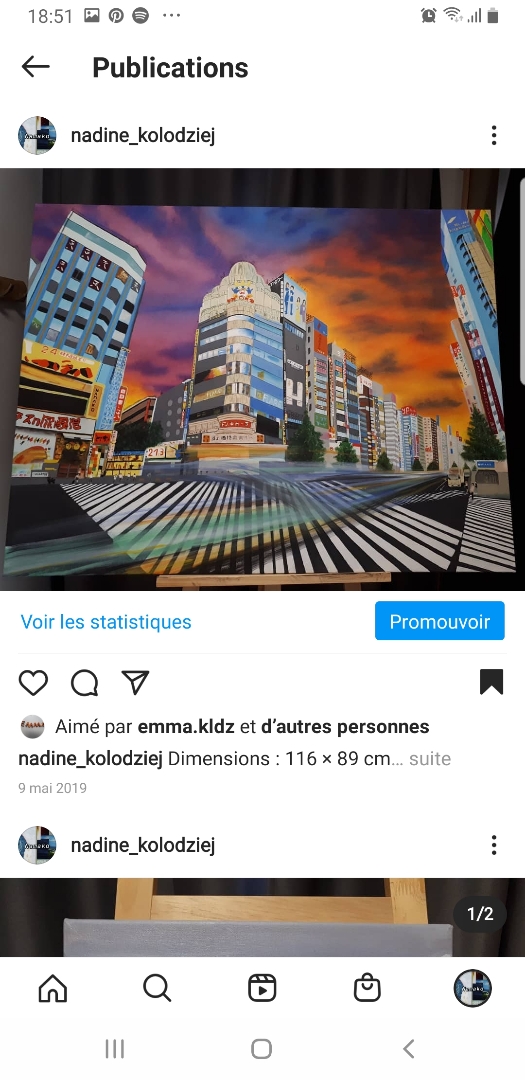 18:51
Publications
nadine_kolodziej
213
H
Voir les statistiques
Promouvoir
Aimé par emma.kldz et d'autres personnes
nadine_kolodziej Dimensions : 116 × 89 cm... suite
9 mai 2019
nadine_kolodziej
1/2